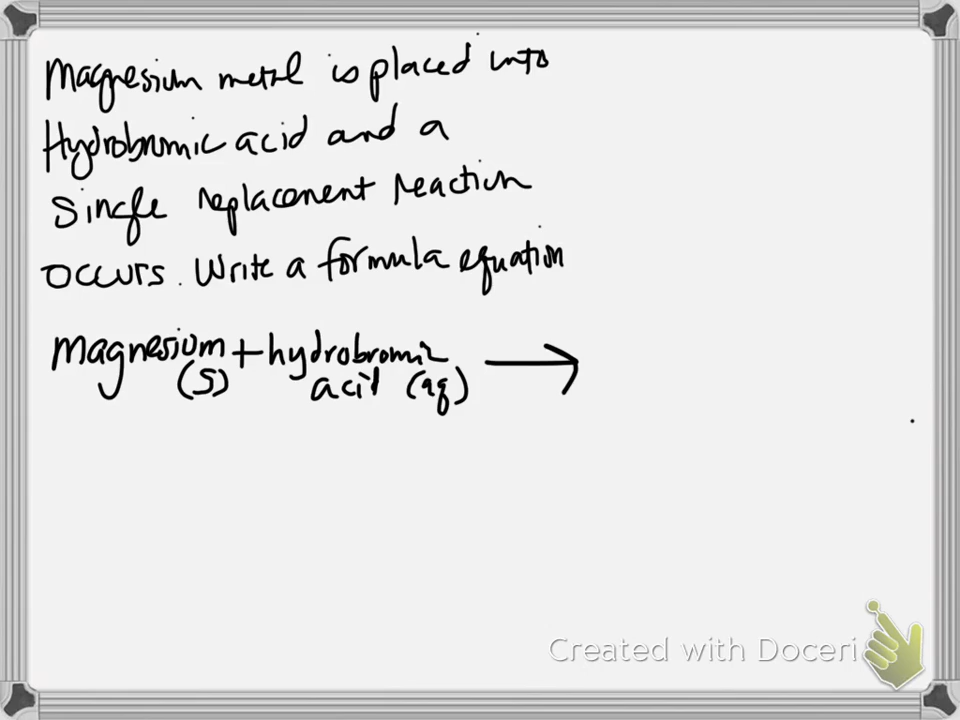 Magnesium metal is placed into
Hydrobromic acid and a
Single replacement reaction
occurs. Write a formula equation
magnesium + hydrobromic →
(s) acid (aq)
Created with Doceri